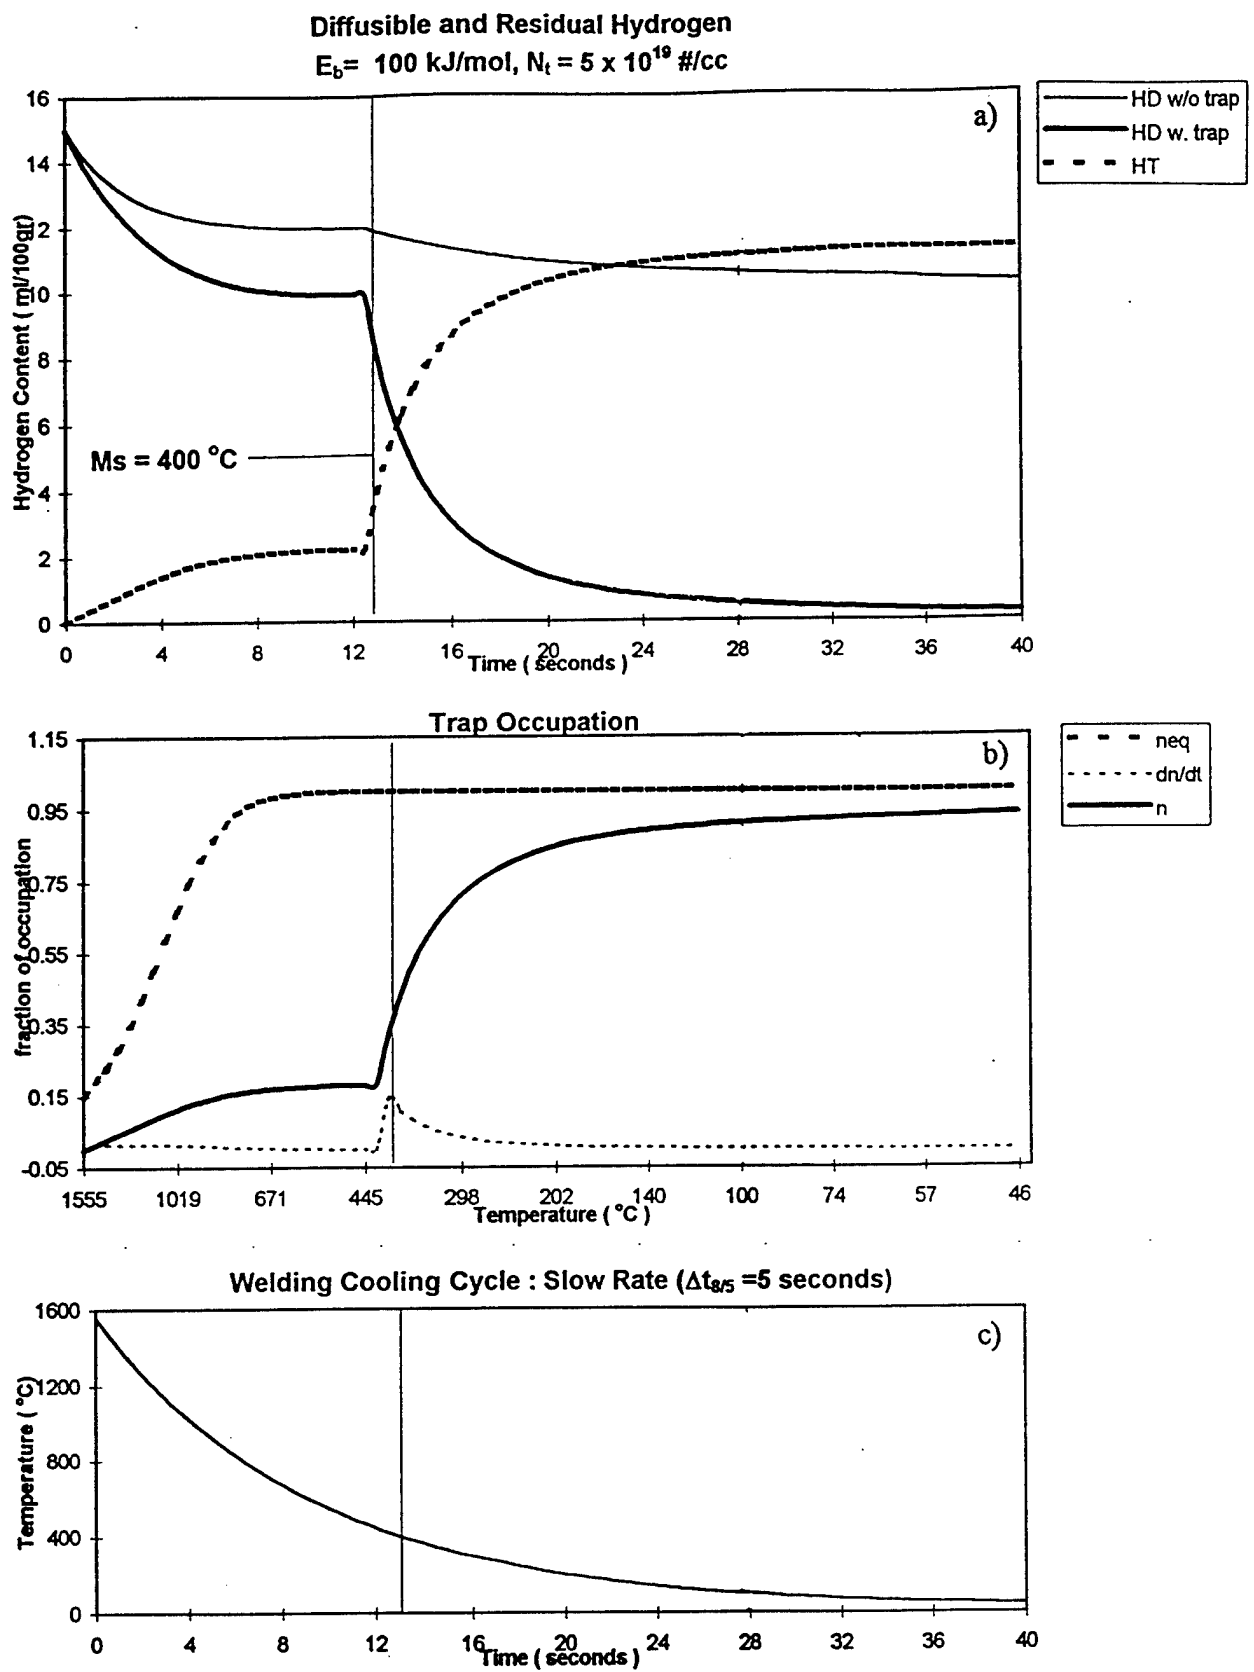 Diffusible and Residual Hydrogen
E_b= 100 kJ/mol, N_t = 5 x 10^19 #/cc
16
14
12
10
8
6
4
2
0
Hydrogen Content ( ml/100gr)
a)
Ms = 400 °C
HD w/o trap
HD w. trap
HT
0 4 8 12 16 20 24 28 32 36 40
Time ( seconds )
Trap Occupation
1.15
0.95
0.75
0.55
0.35
0.15
-0.05
fraction of occupation
b)
neq
dn/dt
n
1555 1019 671 445 298 202 140 100 74 57 46
Temperature ( °C )
Welding Cooling Cycle : Slow Rate (Δt_8/5 =5 seconds)
1600
1200
800
400
0
Temperature ( °C)
c)
0 4 8 12 16 20 24 28 32 36 40
Time ( seconds )